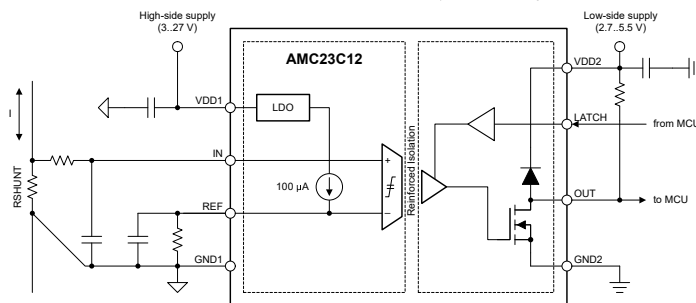 High-side supply
(3..27 V)
Low-side supply
(2.7..5.5 V)
AMC23C12
VDD1
LDO
VDD2
LATCH
from MCU
I
IN
+
RSHUNT
100 µA
Reinforced Isolation
OUT
to MCU
REF
–
GND1
GND2